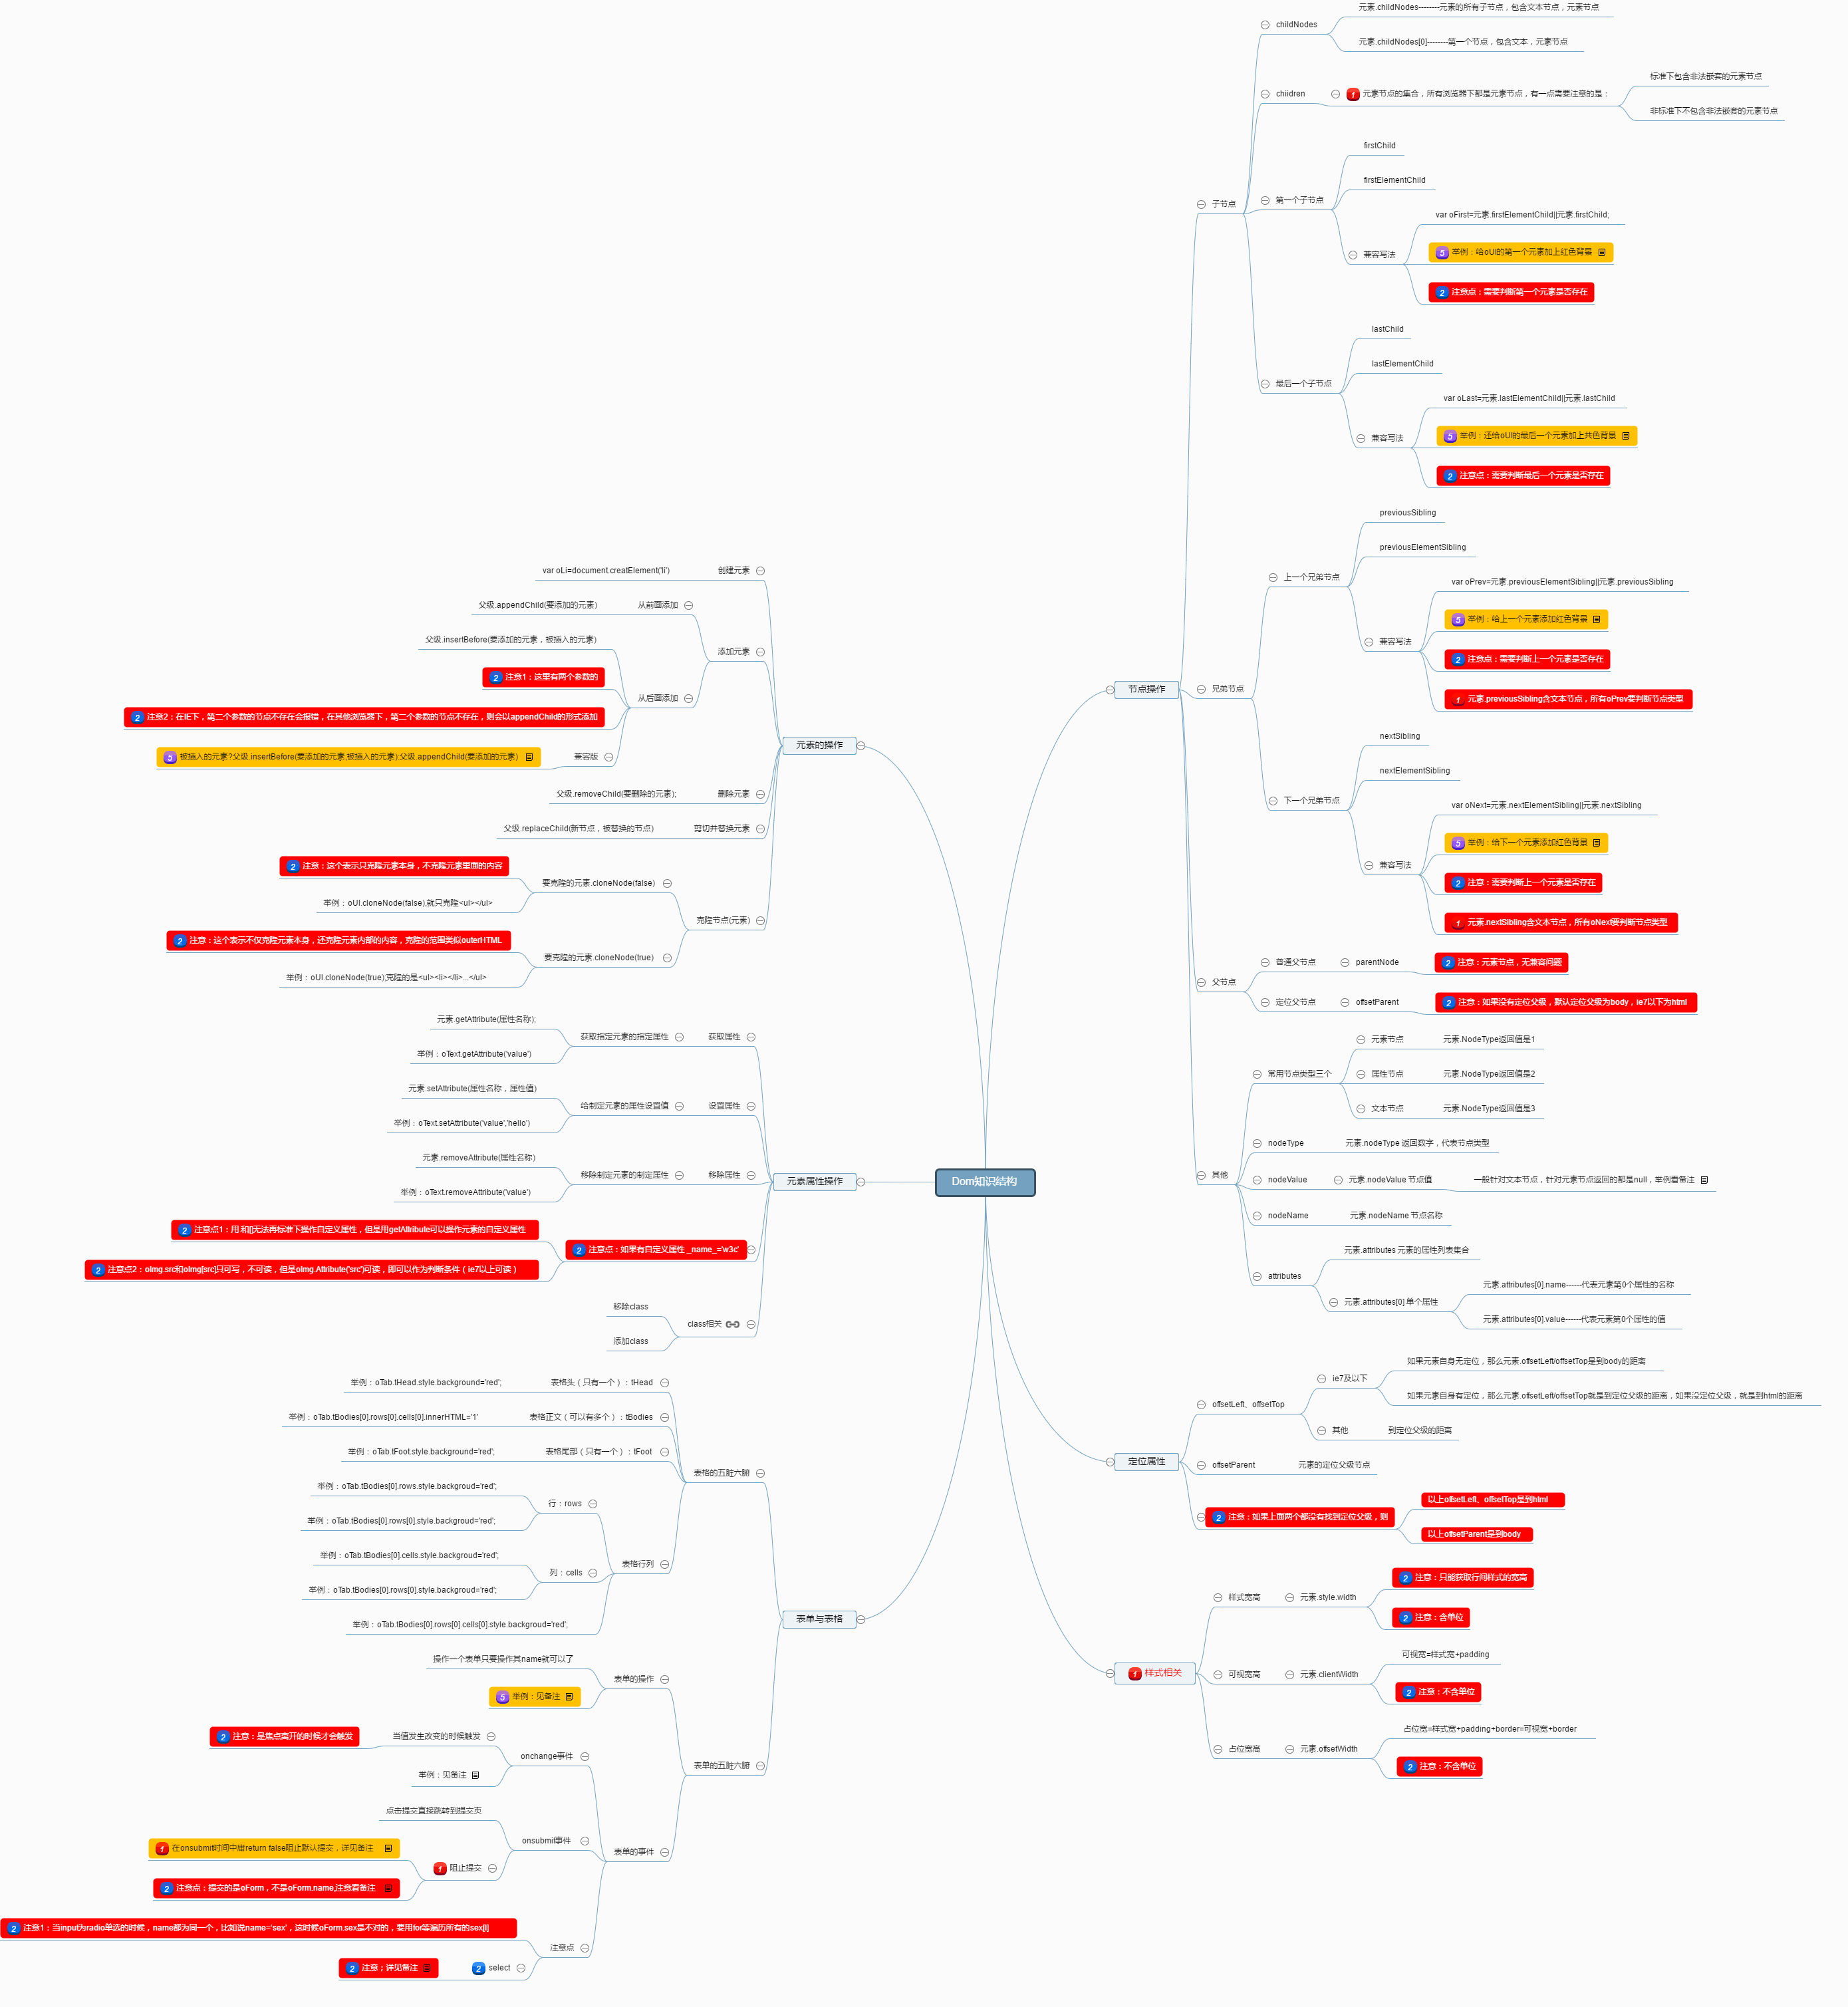 Dom知识结构
节点操作
子节点
childNodes
元素.childNodes--------元素的所有子节点，包含文本节点，元素节点
元素.childNodes[0]--------第一个节点，包含文本，元素节点
chiidren
1 元素节点的集合，所有浏览器下都是元素节点，有一点需要注意的是：
标准下包含非法嵌套的元素节点
非标准下不包含非法嵌套的元素节点
第一个子节点
firstChild
firstElementChild
兼容写法
var oFirst=元素.firstElementChild||元素.firstChild;
5 举例：给oUl的第一个元素加上红色背景
2 注意点：需要判断第一个元素是否存在
最后一个子节点
lastChild
lastElementChild
兼容写法
var oLast=元素.lastElementChild||元素.lastChild
5 举例：还给oUl的最后一个元素加上共色背景
2 注意点：需要判断最后一个元素是否存在
兄弟节点
上一个兄弟节点
previousSibling
previousElementSibling
兼容写法
var oPrev=元素.previousElementSibling||元素.previousSibling
5 举例：给上一个元素添加红色背景
2 注意点：需要判断上一个元素是否存在
1 元素.previousSibling含文本节点，所有oPrev要判断节点类型
下一个兄弟节点
nextSibling
nextElementSibling
兼容写法
var oNext=元素.nextElementSibling||元素.nextSibling
5 举例：给下一个元素添加红色背景
2 注意：需要判断上一个元素是否存在
1 元素.nextSibling含文本节点，所有oNext要判断节点类型
父节点
普通父节点
parentNode
2 注意：元素节点，无兼容问题
定位父节点
offsetParent
2 注意：如果没有定位父级，默认定位父级为body，ie7以下为html
其他
常用节点类型三个
元素节点
元素.NodeType返回值是1
属性节点
元素.NodeType返回值是2
文本节点
元素.NodeType返回值是3
nodeType
元素.nodeType 返回数字，代表节点类型
nodeValue
元素.nodeValue 节点值
一般针对文本节点，针对元素节点返回的都是null，举例看备注
nodeName
元素.nodeName 节点名称
attributes
元素.attributes 元素的属性列表集合
元素.attributes[0] 单个属性
元素.attributes[0].name------代表元素第0个属性的名称
元素.attributes[0].value------代表元素第0个属性的值
定位属性
offsetLeft、offsetTop
ie7及以下
如果元素自身无定位，那么元素.offsetLeft/offsetTop是到body的距离
如果元素自身有定位，那么元素.offsetLeft/offsetTop就是到定位父级的距离，如果没定位父级，就是到html的距离
其他
到定位父级的距离
offsetParent
元素的定位父级节点
2 注意：如果上面两个都没有找到定位父级，则
以上offsetLeft、offsetTop是到html
以上offsetParent是到body
1 样式相关
样式宽高
元素.style.width
2 注意：只能获取行间样式的宽高
2 注意：含单位
可视宽高
元素.clientWidth
可视宽=样式宽+padding
2 注意：不含单位
占位宽高
元素.offsetWidth
占位宽=样式宽+padding+border=可视宽+border
2 注意：不含单位
元素的操作
创建元素
var oLi=document.creatElement('li')
添加元素
从前面添加
父级.appendChild(要添加的元素)
从后面添加
父级.insertBefore(要添加的元素，被插入的元素)
2 注意1：这里有两个参数的
2 注意2：在IE下，第二个参数的节点不存在会报错，在其他浏览器下，第二个参数的节点不存在，则会以appendChild的形式添加
兼容版
5 被插入的元素?父级.insertBefore(要添加的元素,被插入的元素):父级.appendChild(要添加的元素)
删除元素
父级.removeChild(要删除的元素);
剪切并替换元素
父级.replaceChild(新节点，被替换的节点)
克隆节点(元素)
要克隆的元素.cloneNode(false)
2 注意：这个表示只克隆元素本身，不克隆元素里面的内容
举例：oUl.cloneNode(false),就只克隆<ul></ul>
要克隆的元素.cloneNode(true)
2 注意：这个表示不仅克隆元素本身，还克隆元素内部的内容，克隆的范围类似outerHTML
举例：oUl.cloneNode(true),克隆的是<ul><li></li>...</ul>
元素属性操作
获取属性
获取指定元素的指定属性
元素.getAttribute(属性名称);
举例：oText.getAttribute('value')
设置属性
给制定元素的属性设置值
元素.setAttribute(属性名称，属性值)
举例：oText.setAttribute('value','hello')
移除属性
移除制定元素的制定属性
元素.removeAttribute(属性名称)
举例：oText.removeAttribute('value')
2 注意点：如果有自定义属性 _name_='w3c'
2 注意点1：用.和[]无法再标准下操作自定义属性，但是用getAttribute可以操作元素的自定义属性
2 注意点2：oImg.src和oImg[src]只可写，不可读，但是oImg.Attribute('src')可读，即可以作为判断条件（ie7以上可读）
class相关
移除class
添加class
表单与表格
表格的五脏六腑
表格头（只有一个）：tHead
举例：oTab.tHead.style.background='red';
表格正文（可以有多个）：tBodies
举例：oTab.tBodies[0].rows[0].cells[0].innerHTML='1'
表格尾部（只有一个）：tFoot
举例：oTab.tFoot.style.background='red';
表格行列
行：rows
举例：oTab.tBodies[0].rows.style.backgroud='red';
举例：oTab.tBodies[0].rows[0].style.backgroud='red';
列：cells
举例：oTab.tBodies[0].cells.style.backgroud='red';
举例：oTab.tBodies[0].rows[0].style.backgroud='red';
举例：oTab.tBodies[0].rows[0].cells[0].style.backgroud='red';
表单的五脏六腑
表单的操作
操作一个表单只要操作其name就可以了
5 举例：见备注
表单的事件
onchange事件
当值发生改变的时候触发
2 注意：是焦点离开的时候才会触发
举例：见备注
onsubmit事件
点击提交直接跳转到提交页
1 阻止提交
1 在onsubmit时间中用return false阻止默认提交，详见备注
2 注意点：提交的是oForm，不是oForm.name,注意看备注
注意点
2 注意1：当input为radio单选的时候，name都为同一个，比如说name='sex'，这时候oForm.sex是不对的，要用for等遍历所有的sex[i]
2 select
2 注意；详见备注